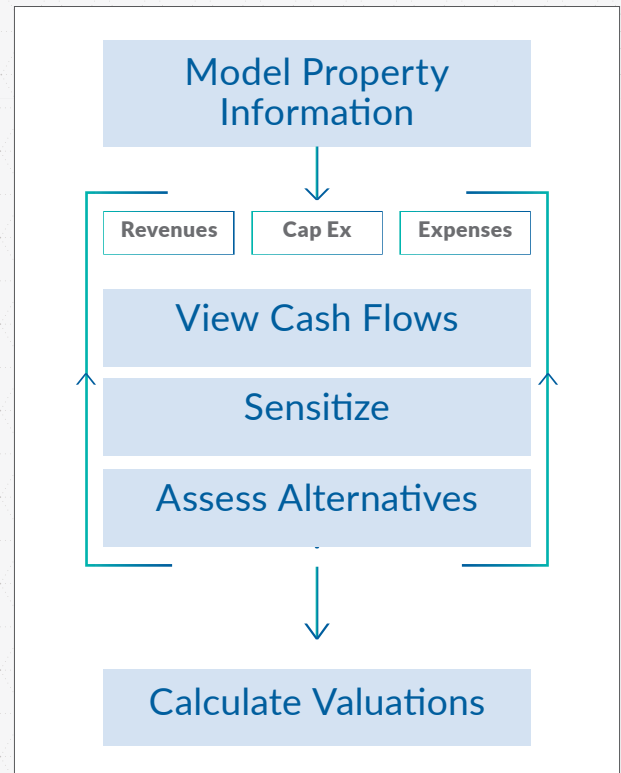 Model Property
Information
Revenues
Cap Ex
Expenses
View Cash Flows
Sensitize
Assess Alternatives
Calculate Valuations